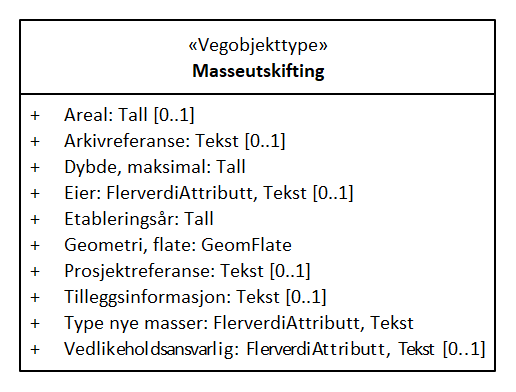 «Vegobjekttype»
Masseutskifting
+ Areal: Tall [0..1]
+ Arkivreferanse: Tekst [0..1]
+ Dybde, maksimal: Tall
+ Eier: FlerverdiAttributt, Tekst [0..1]
+ Etableringsår: Tall
+ Geometri, flate: GeomFlate
+ Prosjektreferanse: Tekst [0..1]
+ Tilleggsinformasjon: Tekst [0..1]
+ Type nye masser: FlerverdiAttributt, Tekst
+ Vedlikeholdsansvarlig: FlerverdiAttributt, Tekst [0..1]